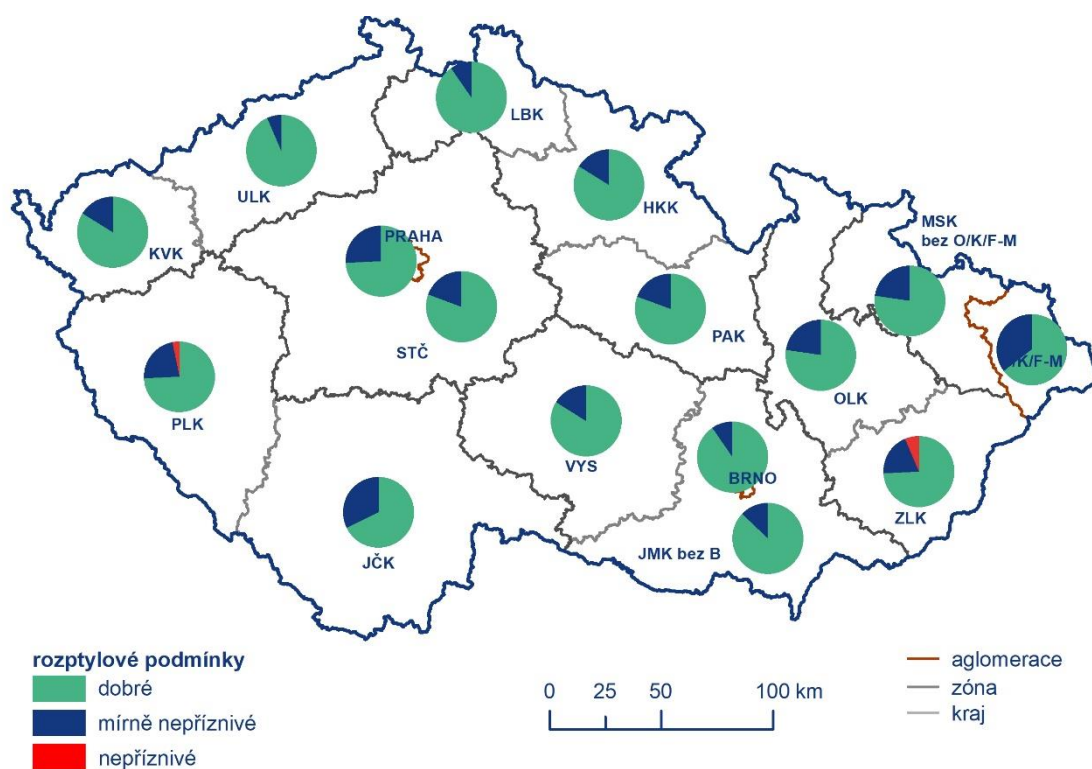 LBK
ULK
HKK
KVK
MSK
bez O/K/F-M
PRAHA
STČ
PAK
K/F-M
OLK
PLK
VYS
BRNO
ZLK
JČK
JMK bez B
rozptylové podmínky
dobré
mírně nepříznivé
nepříznivé
0 25 50 100 km
aglomerace
zóna
kraj